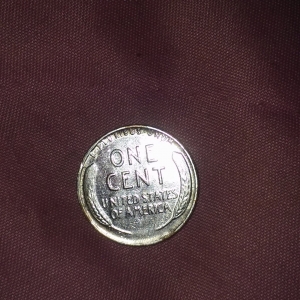 ONE
CENT
UNITED STATES
OF AMERICA